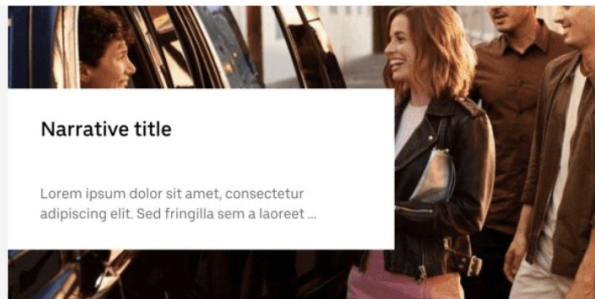 Narrative title
Lorem ipsum dolor sit amet, consectetur
adipiscing elit. Sed fringilla sem a laoreet ...